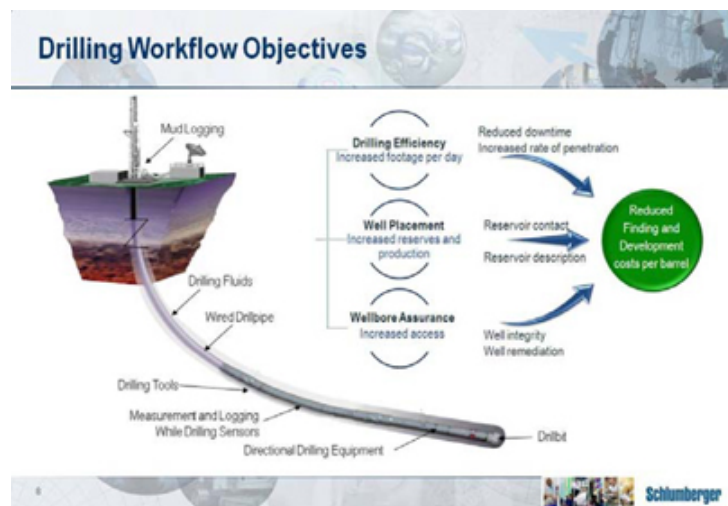 Drilling Workflow Objectives
Mud Logging
Drilling Fluids
Wired Drillpipe
Drilling Tools
Measurement and Logging
While Drilling Sensors
Directional Drilling Equipment
Drillbit
Drilling Efficiency
Increased footage per day
Well Placement
Increased reserves and
production
Wellbore Assurance
Increased access
Reduced downtime
Increased rate of penetration
Reservoir contact
Reservoir description
Well integrity
Well remediation
Reduced
Finding and
Development
costs per barrel
Schlumberger